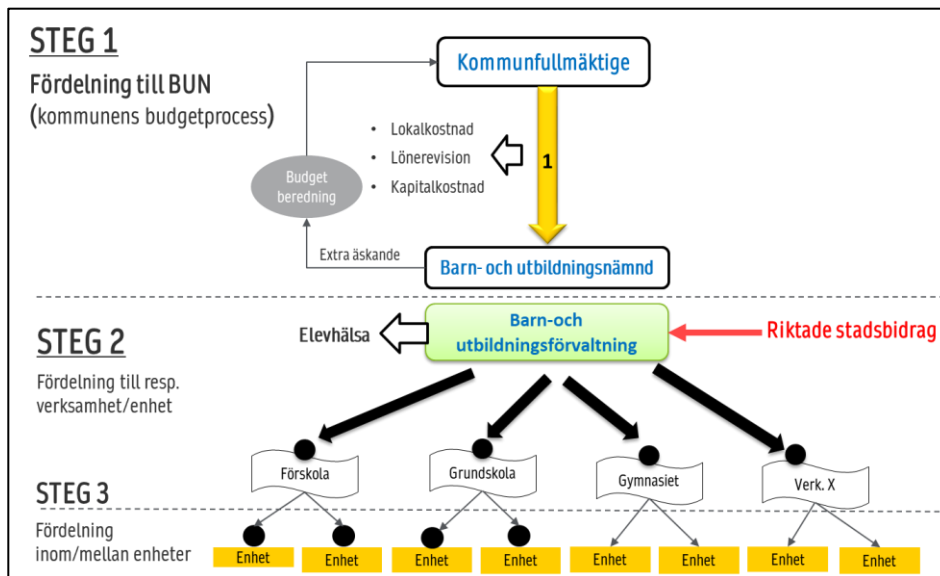 STEG 1
Fördelning till BUN
(kommunens budgetprocess)
Kommunfullmäktige
• Lokalkostnad
• Lönerevision
• Kapitalkostnad
1
Budget
beredning
Extra äskande
Barn- och utbildningsnämnd
STEG 2
Fördelning till resp.
verksamhet/enhet
Elevhälsa
Barn-och
utbildningsförvaltning
Riktade stadsbidrag
Förskola
Grundskola
Gymnasiet
Verk. X
STEG 3
Fördelning
inom/mellan enheter
Enhet
Enhet
Enhet
Enhet
Enhet
Enhet
Enhet
Enhet